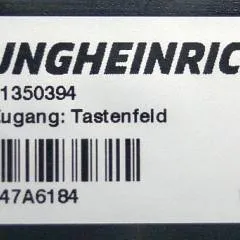 UNGHEINRIC
1350394
ugang: Tastenfeld
47A6184